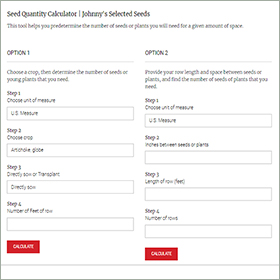 Seed Quantity Calculator | Johnny's Selected Seeds
This tool helps you predetermine the number of seeds or plants you will need for a given amount of space.
OPTION 1
Choose a crop, then determine the number of seeds or
young plants that you need.
Step 1
Choose unit of measure
U.S. Measure
Step 2
Choose crop
Artichoke, globe
Step 3
Directly sow or Transplant
Directly sow
Step 4
Number of Feet of row
CALCULATE
OPTION 2
Provide your row length and space between seeds or
plants, and find the number of seeds of plants that you
need.
Step 1
Choose unit of measure
U.S. Measure
Step 2
Inches between seeds or plants
Step 3
Length of row (feet)
Step 4
Number of rows
CALCULATE